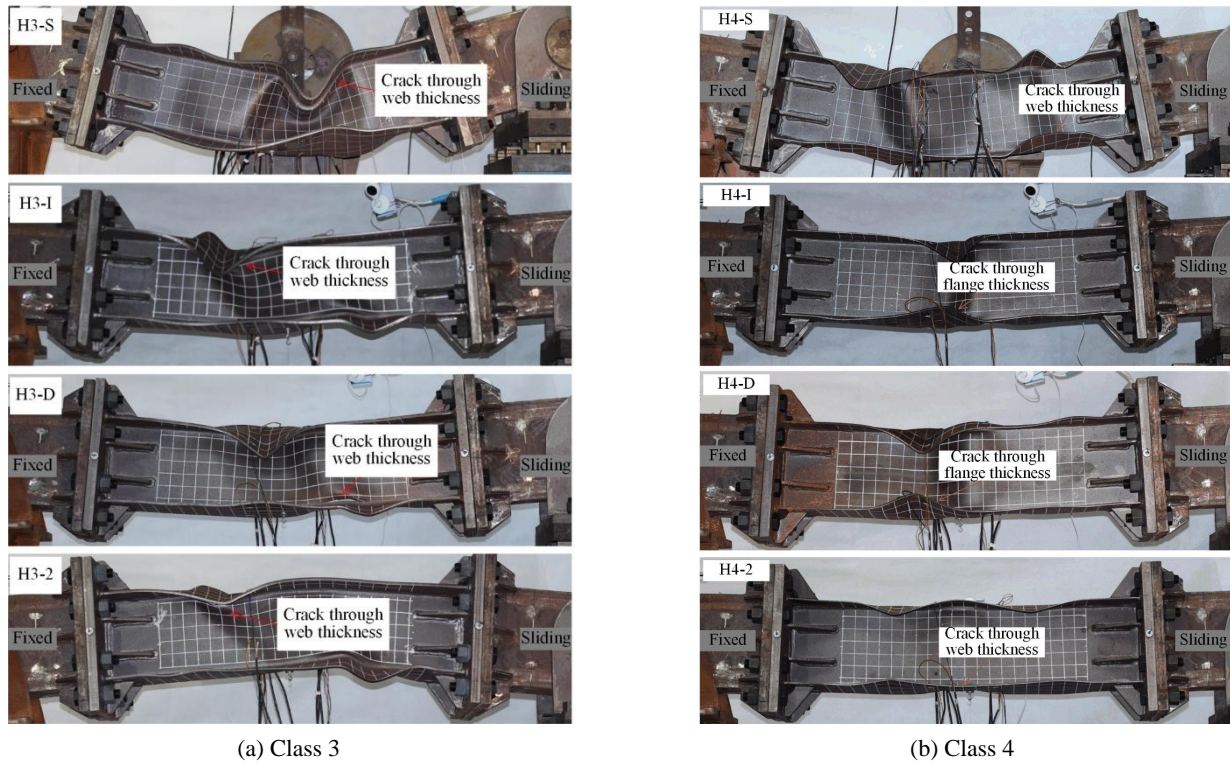 H3-S
Fixed
Crack through
web thickness
Sliding
H3-I
Fixed
Crack through
web thickness
Sliding
H3-D
Fixed
Crack through
web thickness
Sliding
H3-2
Fixed
Crack through
web thickness
Sliding
(a) Class 3
H4-S
Fixed
Crack through
web thickness
Sliding
H4-I
Fixed
Crack through
flange thickness
Sliding
H4-D
Fixed
Crack through
flange thickness
Sliding
H4-2
Fixed
Crack through
web thickness
Sliding
(b) Class 4